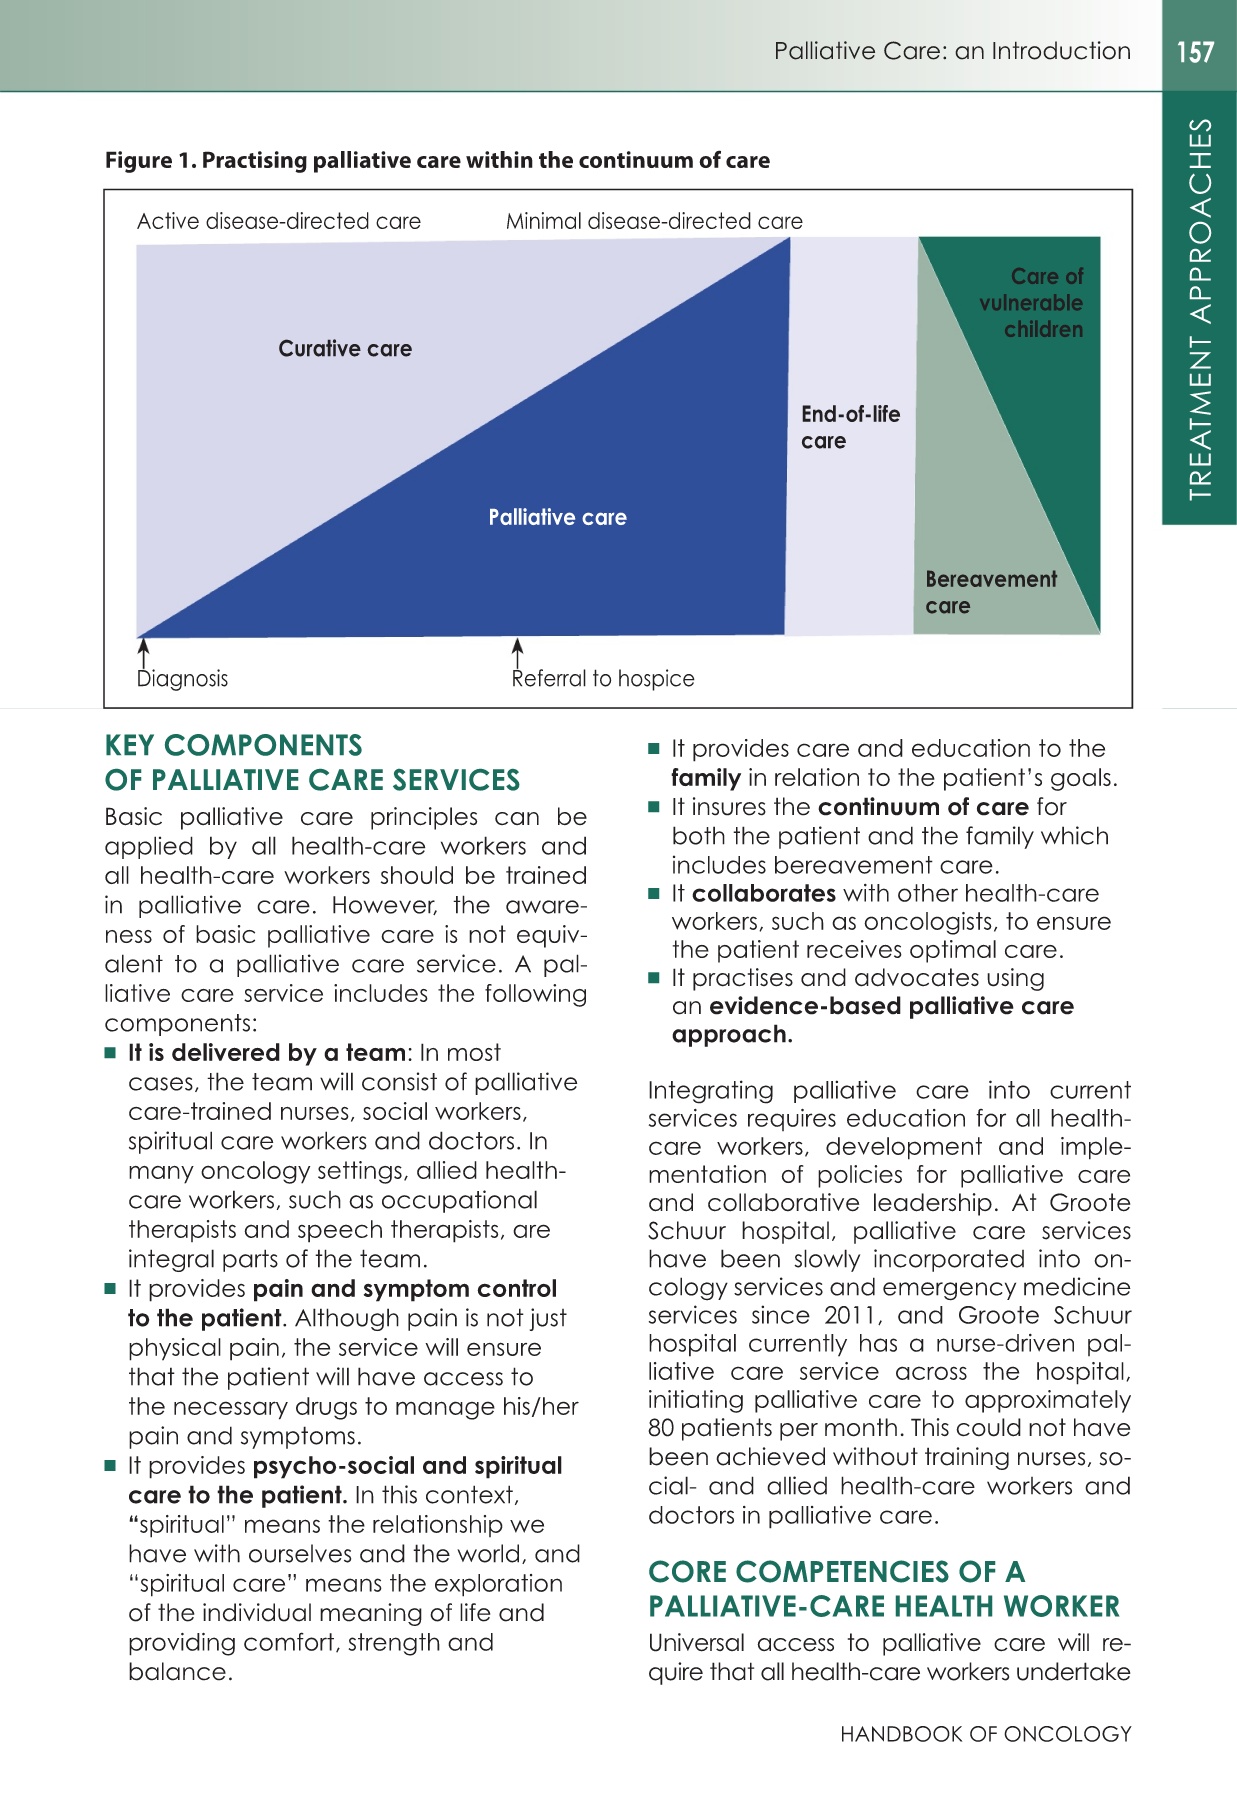 Palliative Care: an Introduction
157
TREATMENT APPROACHES
Figure 1. Practising palliative care within the continuum of care
Active disease-directed care
Minimal disease-directed care
Curative care
Palliative care
End-of-life
care
Care of
vulnerable
children
Bereavement
care
Diagnosis
Referral to hospice
KEY COMPONENTS
OF PALLIATIVE CARE SERVICES
Basic palliative care principles can be
applied by all health-care workers and
all health-care workers should be trained
in palliative care. However, the aware-
ness of basic palliative care is not equiv-
alent to a palliative care service. A pal-
liative care service includes the following
components:
■ It is delivered by a team: In most
cases, the team will consist of palliative
care-trained nurses, social workers,
spiritual care workers and doctors. In
many oncology settings, allied health-
care workers, such as occupational
therapists and speech therapists, are
integral parts of the team.
■ It provides pain and symptom control
to the patient. Although pain is not just
physical pain, the service will ensure
that the patient will have access to
the necessary drugs to manage his/her
pain and symptoms.
■ It provides psycho-social and spiritual
care to the patient. In this context,
“spiritual” means the relationship we
have with ourselves and the world, and
“spiritual care” means the exploration
of the individual meaning of life and
providing comfort, strength and
balance.
■ It provides care and education to the
family in relation to the patient’s goals.
■ It insures the continuum of care for
both the patient and the family which
includes bereavement care.
■ It collaborates with other health-care
workers, such as oncologists, to ensure
the patient receives optimal care.
■ It practises and advocates using
an evidence-based palliative care
approach.
Integrating palliative care into current
services requires education for all health-
care workers, development and imple-
mentation of policies for palliative care
and collaborative leadership. At Groote
Schuur hospital, palliative care services
have been slowly incorporated into on-
cology services and emergency medicine
services since 2011, and Groote Schuur
hospital currently has a nurse-driven pal-
liative care service across the hospital,
initiating palliative care to approximately
80 patients per month. This could not have
been achieved without training nurses, so-
cial- and allied health-care workers and
doctors in palliative care.
CORE COMPETENCIES OF A
PALLIATIVE-CARE HEALTH WORKER
Universal access to palliative care will re-
quire that all health-care workers undertake
HANDBOOK OF ONCOLOGY